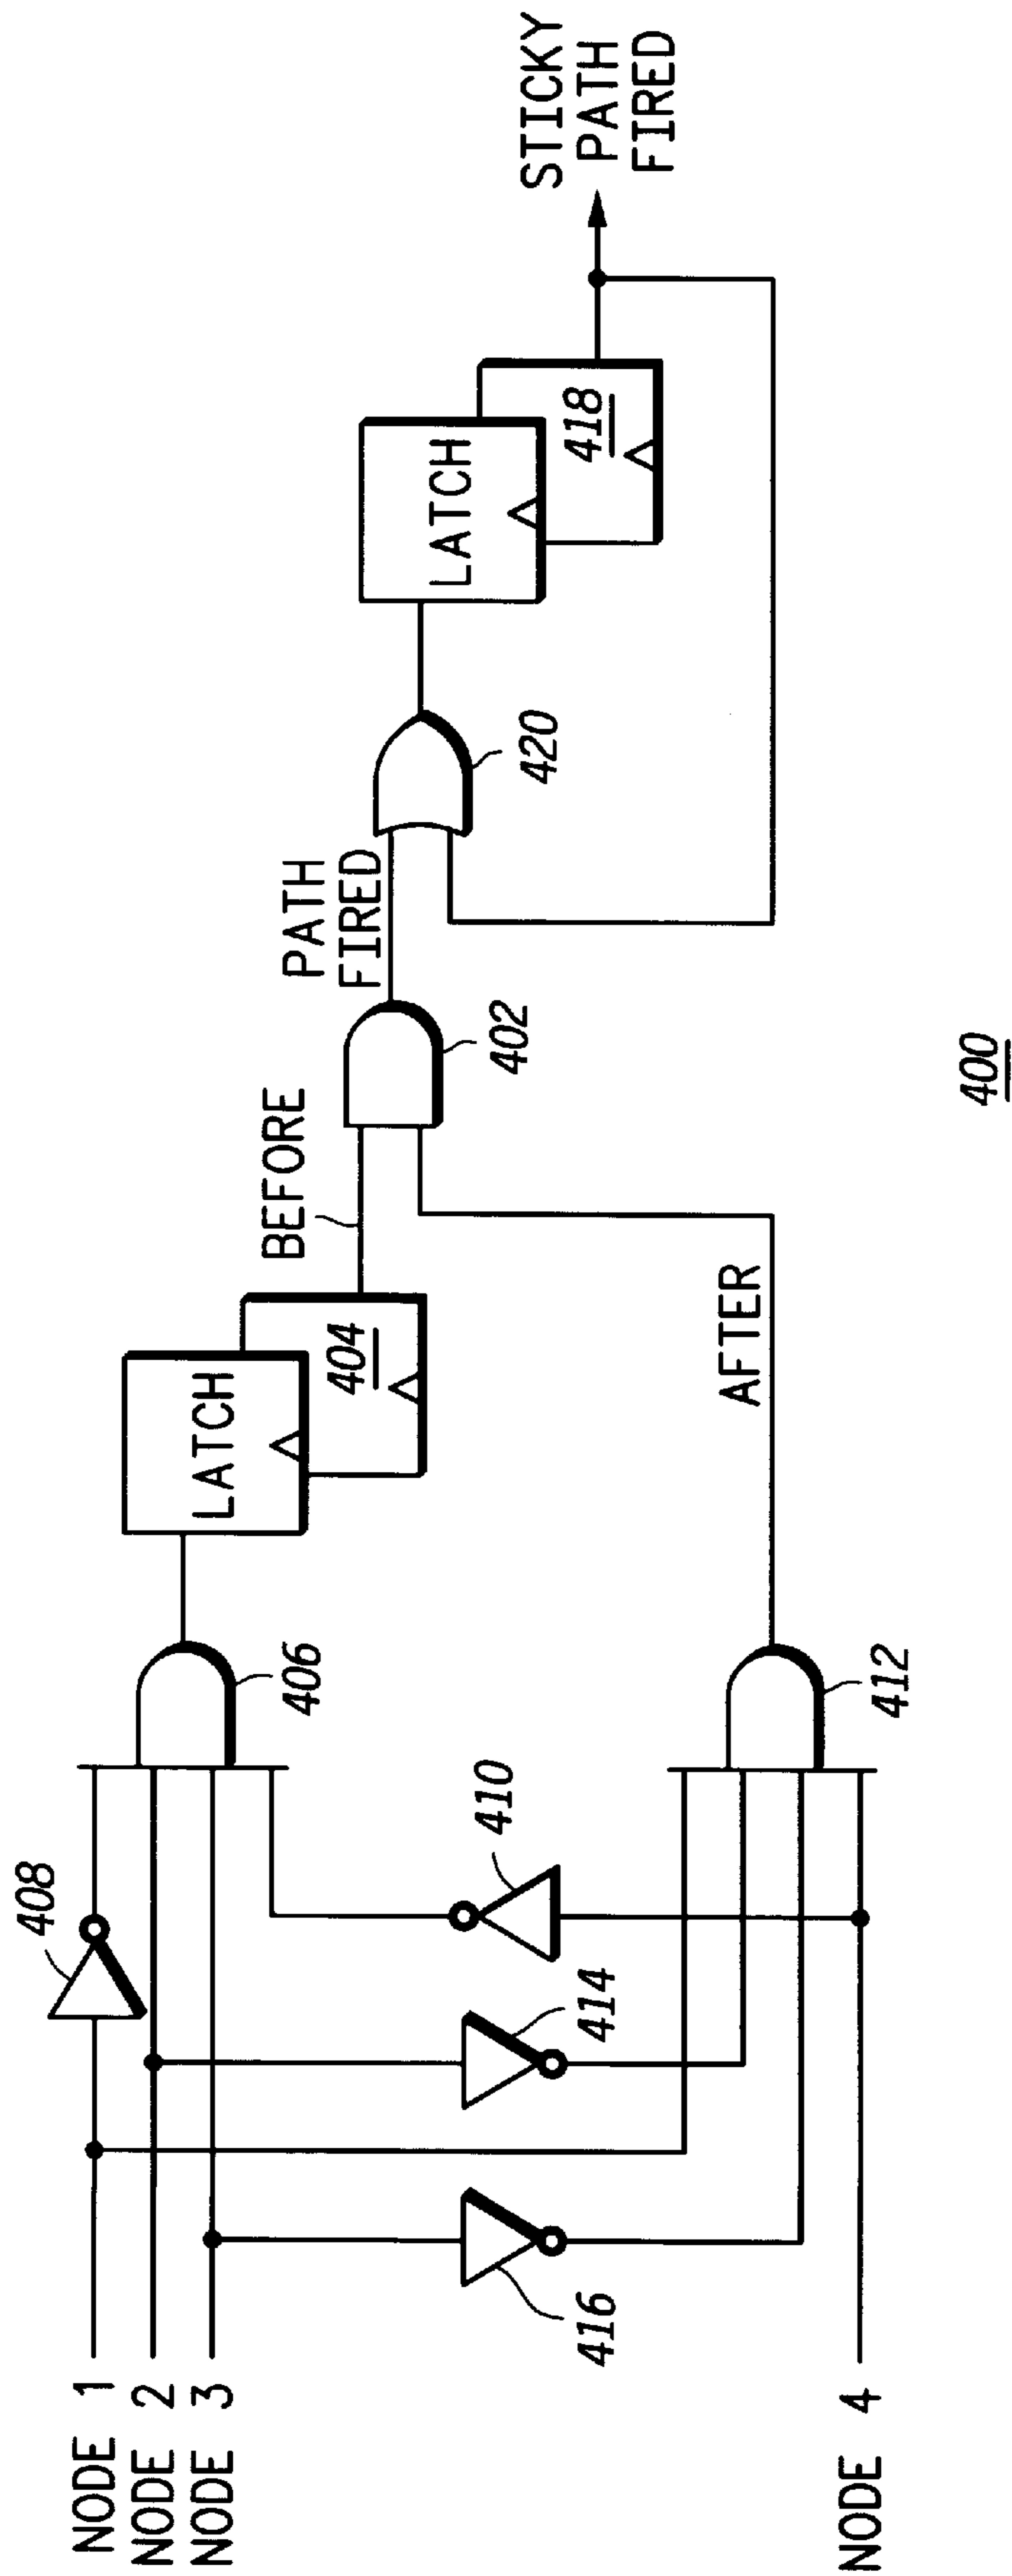 NODE 1
NODE 2
NODE 3
NODE 4
408
416
414
410
406
412
LATCH
404
BEFORE
AFTER
402
PATH
FIRED
420
LATCH
418
STICKY
PATH
FIRED
400